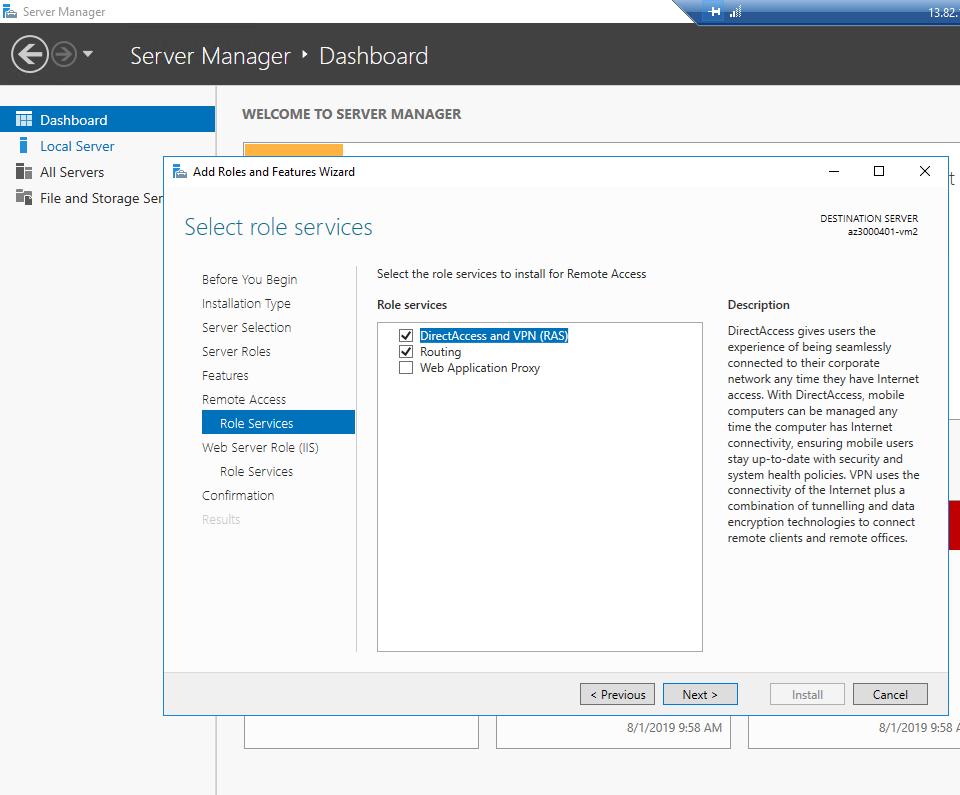 Server Manager
13.82.
Server Manager ‣ Dashboard
Dashboard
Local Server
All Servers
File and Storage Ser
WELCOME TO SERVER MANAGER
Add Roles and Features Wizard
Select role services
DESTINATION SERVER
az3000401-vm2
Before You Begin
Installation Type
Server Selection
Server Roles
Features
Remote Access
Role Services
Web Server Role (IIS)
Role Services
Confirmation
Results
Select the role services to install for Remote Access
Role services
DirectAccess and VPN (RAS)
Routing
Web Application Proxy
Description
DirectAccess gives users the
experience of being seamlessly
connected to their corporate
network any time they have Internet
access. With DirectAccess, mobile
computers can be managed any
time the computer has Internet
connectivity, ensuring mobile users
stay up-to-date with security and
system health policies. VPN uses the
connectivity of the Internet plus a
combination of tunnelling and data
encryption technologies to connect
remote clients and remote offices.
< Previous
Next >
Install
Cancel
8/1/2019 9:58 AM
8/1/2019 9:58 A